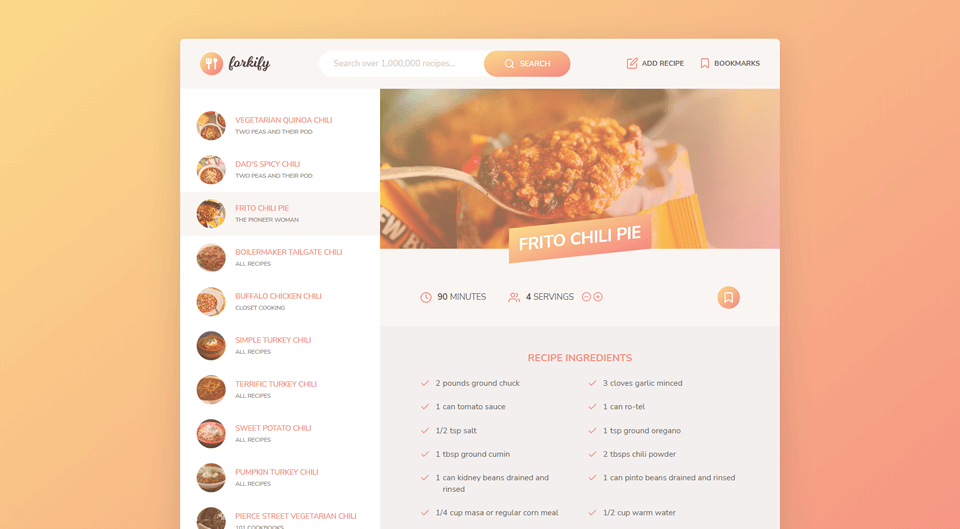 forkify
Search over 1,000,000 recipes...
SEARCH
ADD RECIPE
BOOKMARKS
VEGETARIAN QUINOA CHILI
TWO PEAS AND THEIR POD
DAD'S SPICY CHILI
TWO PEAS AND THEIR POD
FRITO CHILI PIE
THE PIONEER WOMAN
BOILERMAKER TAILGATE CHILI
ALL RECIPES
BUFFALO CHICKEN CHILI
CLOSET COOKING
SIMPLE TURKEY CHILI
ALL RECIPES
TERRIFIC TURKEY CHILI
ALL RECIPES
SWEET POTATO CHILI
ALL RECIPES
PUMPKIN TURKEY CHILI
ALL RECIPES
PIERCE STREET VEGETARIAN CHILI
101 COOKBOOKS
FRITO CHILI PIE
90 MINUTES
4 SERVINGS
RECIPE INGREDIENTS
2 pounds ground chuck
3 cloves garlic minced
1 can tomato sauce
1 can ro-tel
1/2 tsp salt
1 tsp ground oregano
1 tbsp ground cumin
2 tbsps chili powder
1 can kidney beans drained and
rinsed
1 can pinto beans drained and rinsed
1/4 cup masa or regular corn meal
1/2 cup warm water